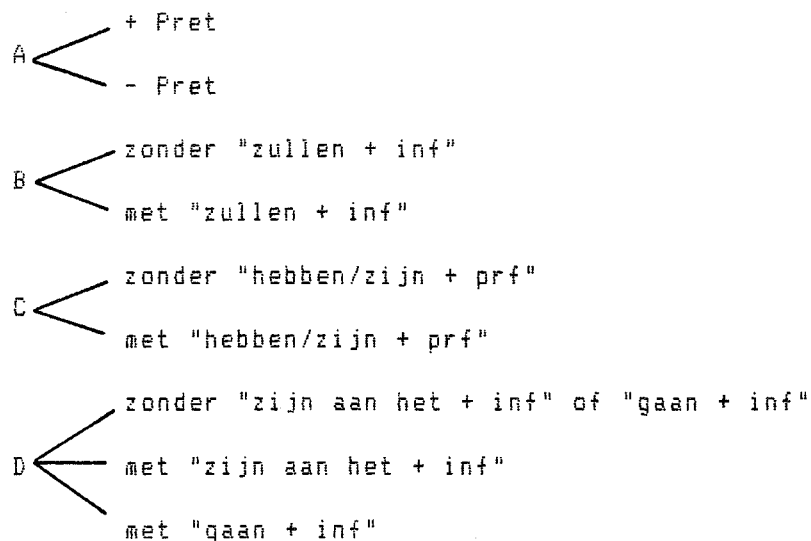 + Pret
A
- Pret
zonder "zullen + inf"
B
met "zullen + inf"
zonder "hebben/zijn + prf"
C
met "hebben/zijn + prf"
zonder "zijn aan het + inf" of "gaan + inf"
D met "zijn aan het + inf"
met "gaan + inf"